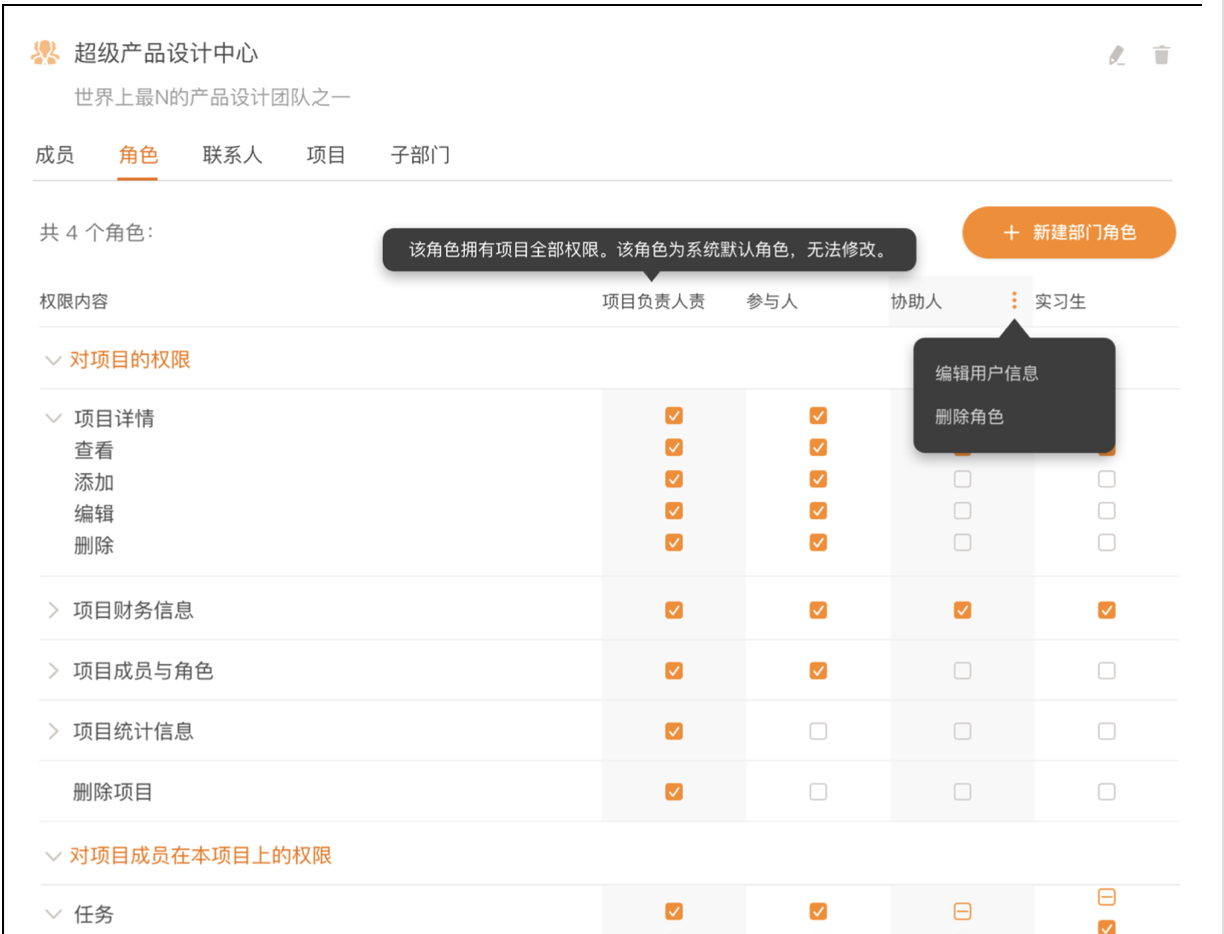 超级产品设计中心
世界上最N的产品设计团队之一
成员 角色 联系人 项目 子部门
共 4 个角色:
+ 新建部门角色
该角色拥有项目全部权限。该角色为系统默认角色，无法修改。
权限内容 项目负责人责 参与人 协助人 实习生
编辑用户信息
删除角色
对项目的权限
项目详情
查看
添加
编辑
删除
项目财务信息
项目成员与角色
项目统计信息
删除项目
对项目成员在本项目上的权限
任务